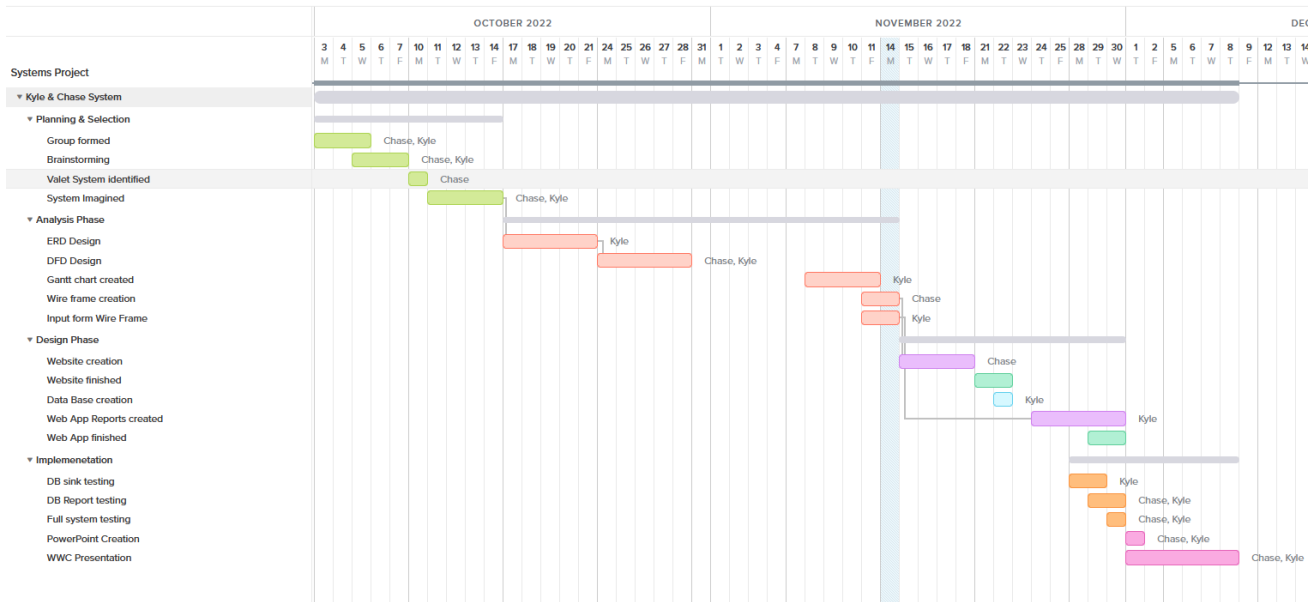 OCTOBER 2022 NOVEMBER 2022 DEC
3 4 5 6 7 10 11 12 13 14 17 18 19 20 21 24 25 26 27 28 31 1 2 3 4 7 8 9 10 11 14 15 16 17 18 21 22 23 24 25 28 29 30 1 2 5 6 7 8 9 12 13 14
M T W T F M T W T F M T W T F M T W T F M T W T F M T W T F M T W T F M T W T F M T W T F M T W T F M T W
Systems Project
Kyle & Chase System
Planning & Selection
Group formed Chase, Kyle
Brainstorming Chase, Kyle
Valet System identified Chase
System Imagined Chase, Kyle
Analysis Phase
ERD Design Kyle
DFD Design Chase, Kyle
Gantt chart created Kyle
Wire frame creation Chase
Input form Wire Frame Kyle
Design Phase
Website creation Chase
Website finished
Data Base creation Kyle
Web App Reports created Kyle
Web App finished
Implemenetation
DB sink testing Kyle
DB Report testing Chase, Kyle
Full system testing Chase, Kyle
PowerPoint Creation Chase, Kyle
WWC Presentation Chase, Kyle